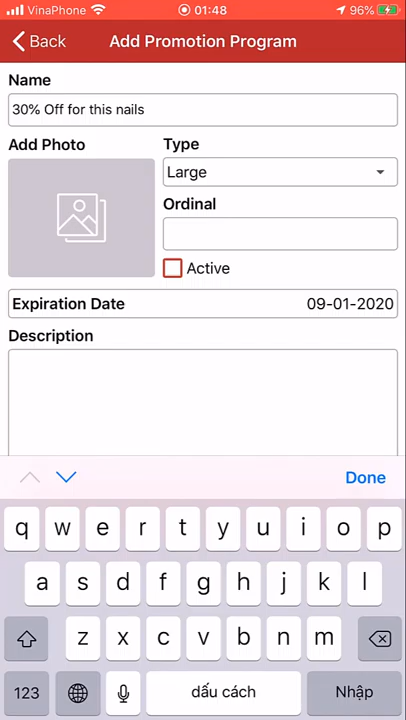 VinaPhone 01:48 96%
Back Add Promotion Program
Name
30% Off for this nails
Add Photo Type
Large
Ordinal
Active
Expiration Date 09-01-2020
Description
Done
q w e r t y u i o p
a s d f g h j k l
z x c v b n m
123 dấu cách Nhập